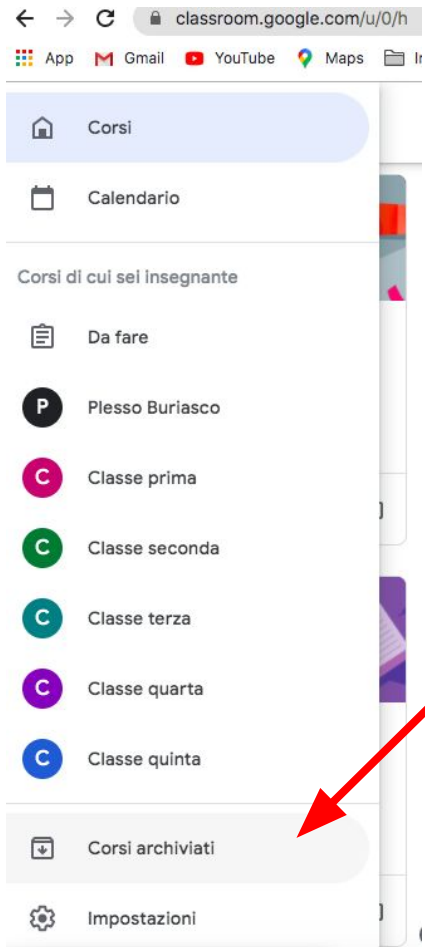 classroom.google.com/u/0/h
App Gmail YouTube Maps
Corsi
Calendario
Corsi di cui sei insegnante
Da fare
P Plesso Buriasco
C Classe prima
C Classe seconda
C Classe terza
C Classe quarta
C Classe quinta
Corsi archiviati
Impostazioni